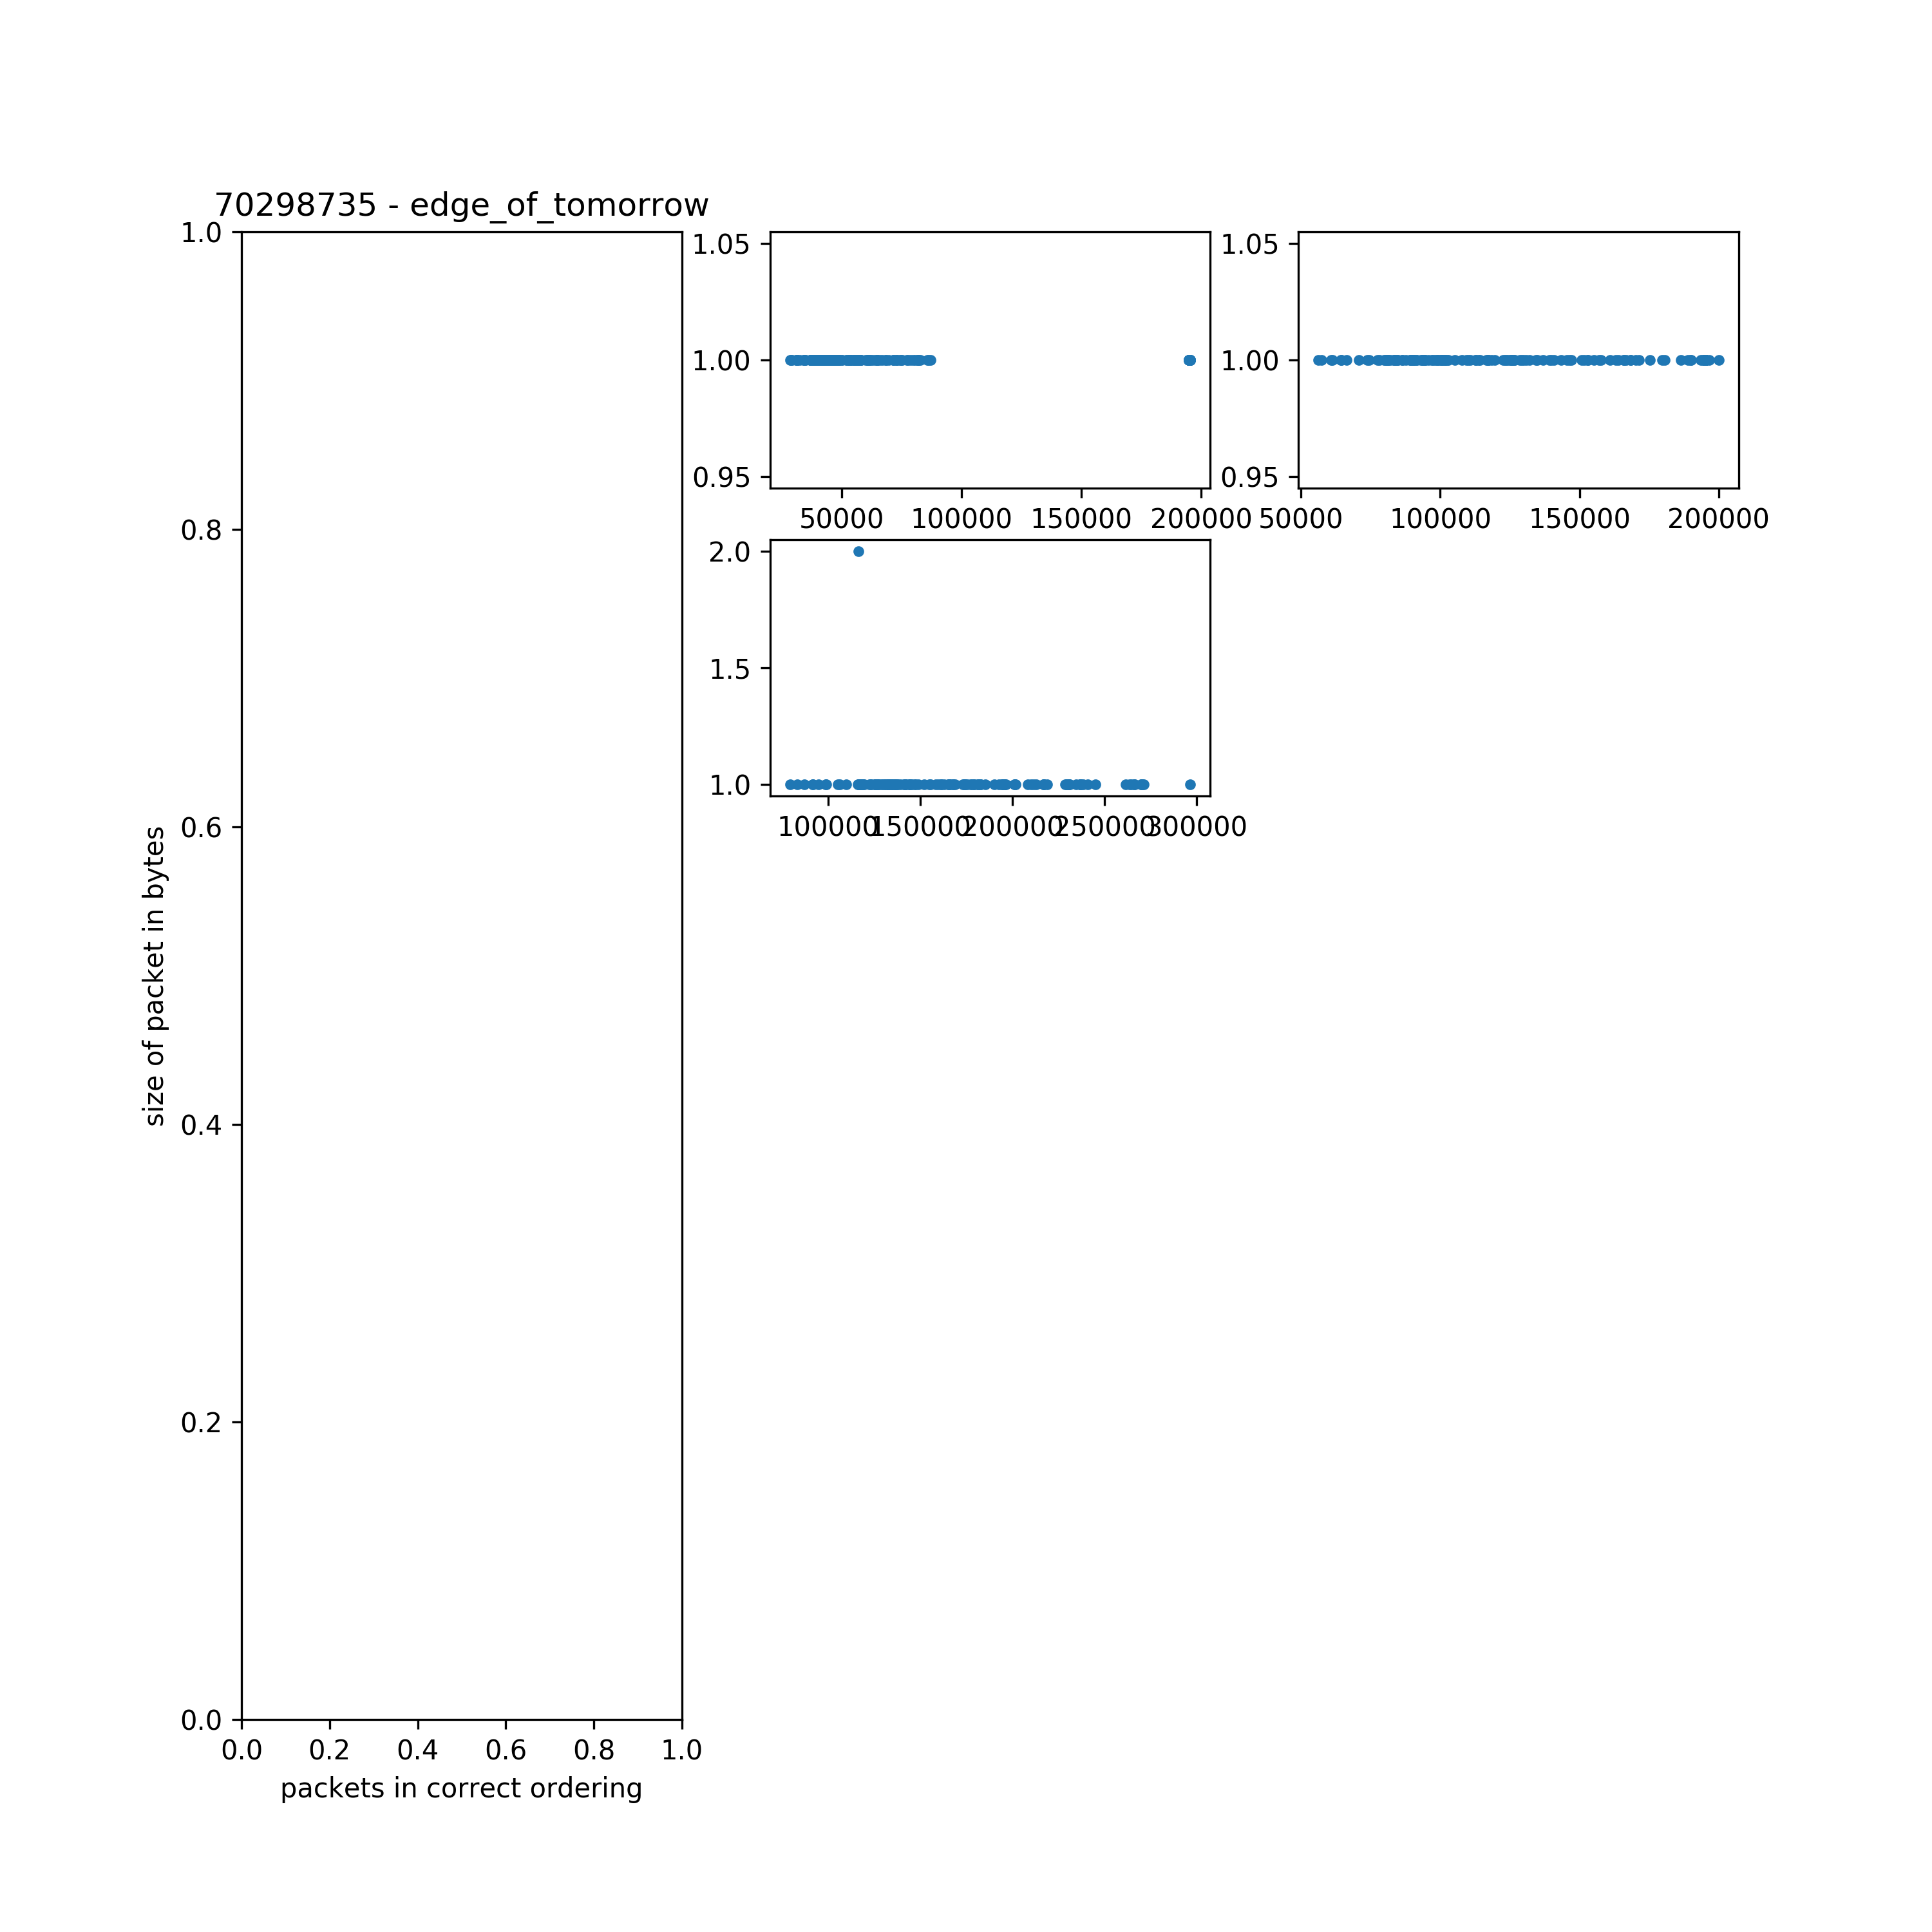 70298735 - edge_of_tomorrow
1.0
0.8
0.6
0.4
0.2
0.0
size of packet in bytes
0.0 0.2 0.4 0.6 0.8 1.0
packets in correct ordering
1.05
1.00
0.95
50000 100000 150000 200000
1.05
1.00
0.95
50000 100000 150000 200000
2.0
1.5
1.0
100000 150000 200000 250000 300000